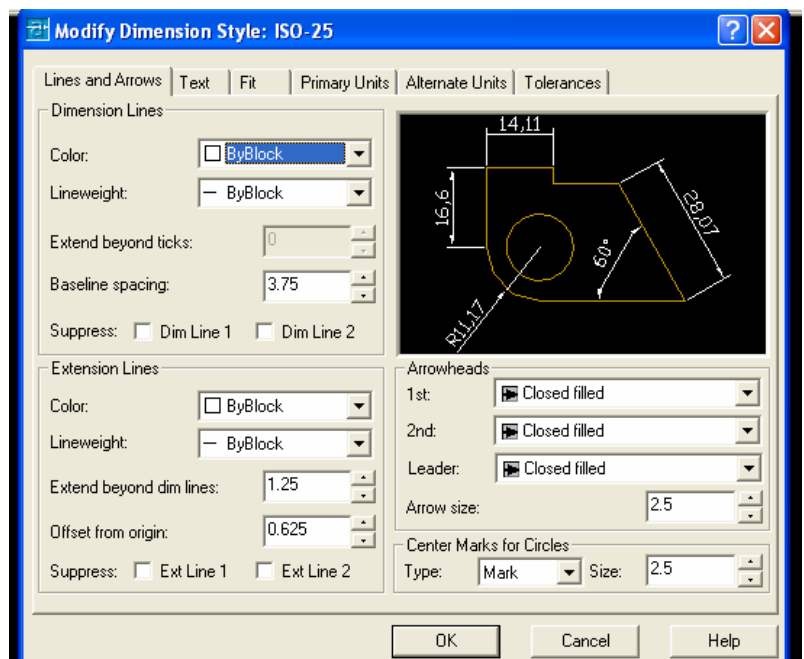 Modify Dimension Style: ISO-25
Lines and Arrows Text Fit Primary Units Alternate Units Tolerances
Dimension Lines
Color: ByBlock
Lineweight: ByBlock
Extend beyond ticks: 0
Baseline spacing: 3.75
Suppress: Dim Line 1 Dim Line 2
14,11
16,6
28,07
60°
R11,17
Extension Lines
Color: ByBlock
Lineweight: ByBlock
Extend beyond dim lines: 1.25
Offset from origin: 0.625
Suppress: Ext Line 1 Ext Line 2
Arrowheads
1st: Closed filled
2nd: Closed filled
Leader: Closed filled
Arrow size: 2.5
Center Marks for Circles
Type: Mark Size: 2.5
OK Cancel Help